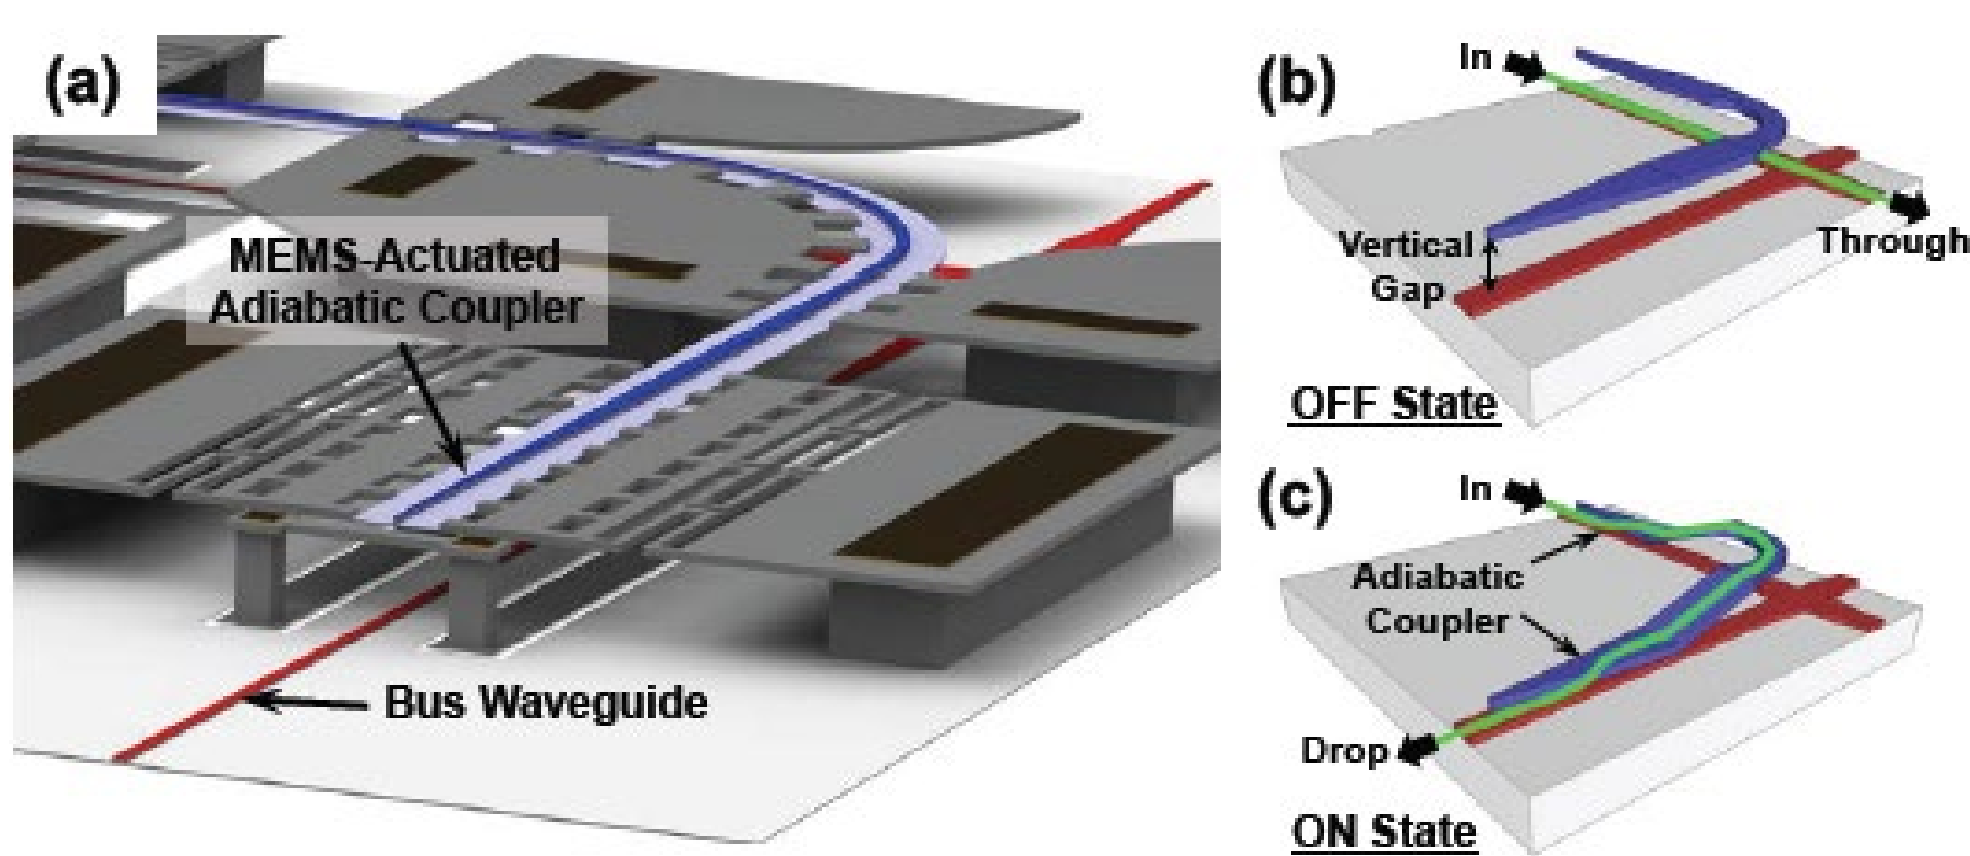 (a)
MEMS-Actuated
Adiabatic Coupler
Bus Waveguide
(b)
In
Vertical
Gap
Through
OFF State
(c)
In
Adiabatic
Coupler
Drop
ON State